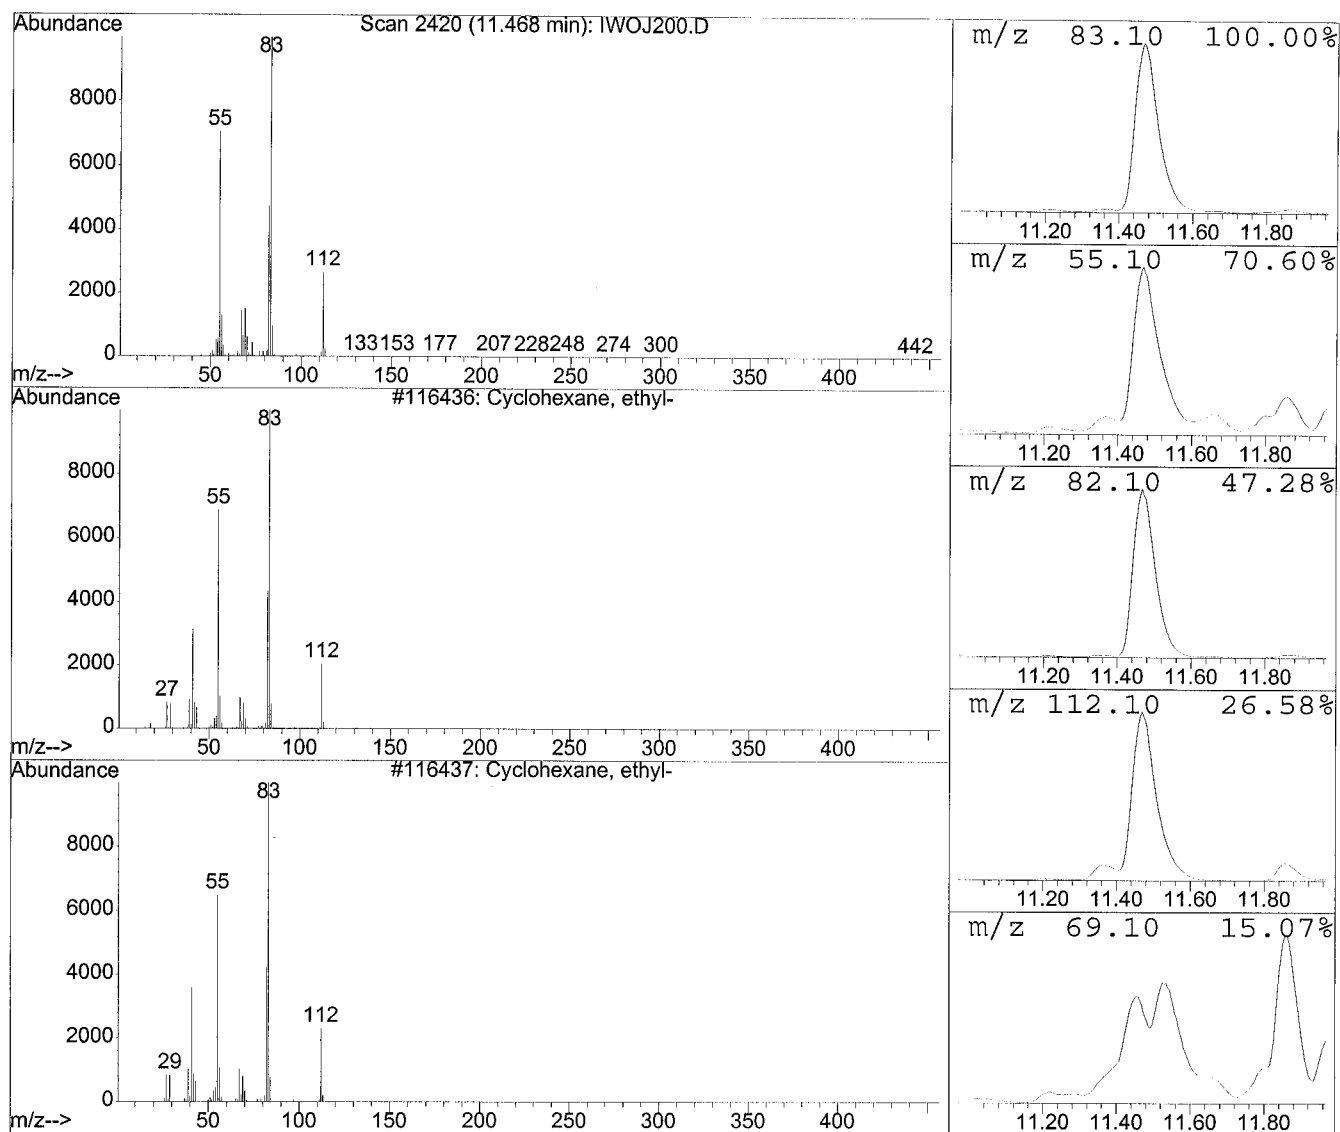 Abundance Scan 2420 (11.468 min): IWOJ200.D
83
8000
55
6000
4000
112
2000
133 153 177 207 228 248 274 300 442
0
50 100 150 200 250 300 350 400
m/z-->
Abundance #116436: Cyclohexane, ethyl-
83
8000
55
6000
4000
2000
112
27
0
50 100 150 200 250 300 350 400
m/z-->
Abundance #116437: Cyclohexane, ethyl-
83
8000
55
6000
4000
2000
112
29
0
50 100 150 200 250 300 350 400
m/z-->
m/z 83.10 100.00%
11.20 11.40 11.60 11.80
m/z 55.10 70.60%
11.20 11.40 11.60 11.80
m/z 82.10 47.28%
11.20 11.40 11.60 11.80
m/z 112.10 26.58%
11.20 11.40 11.60 11.80
m/z 69.10 15.07%
11.20 11.40 11.60 11.80